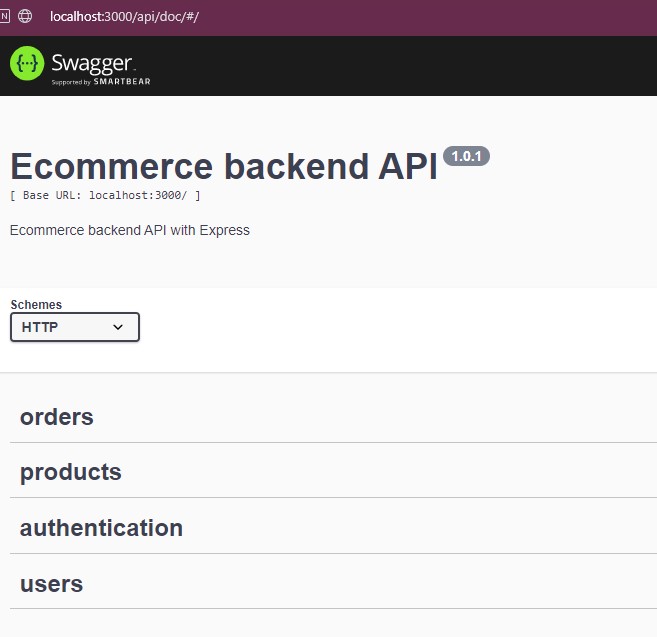 N
localhost:3000/api/doc/#/
Swagger
Supported by SMARTBEAR
Ecommerce backend API 1.0.1
[ Base URL: localhost:3000/ ]
Ecommerce backend API with Express
Schemes
HTTP
orders
products
authentication
users